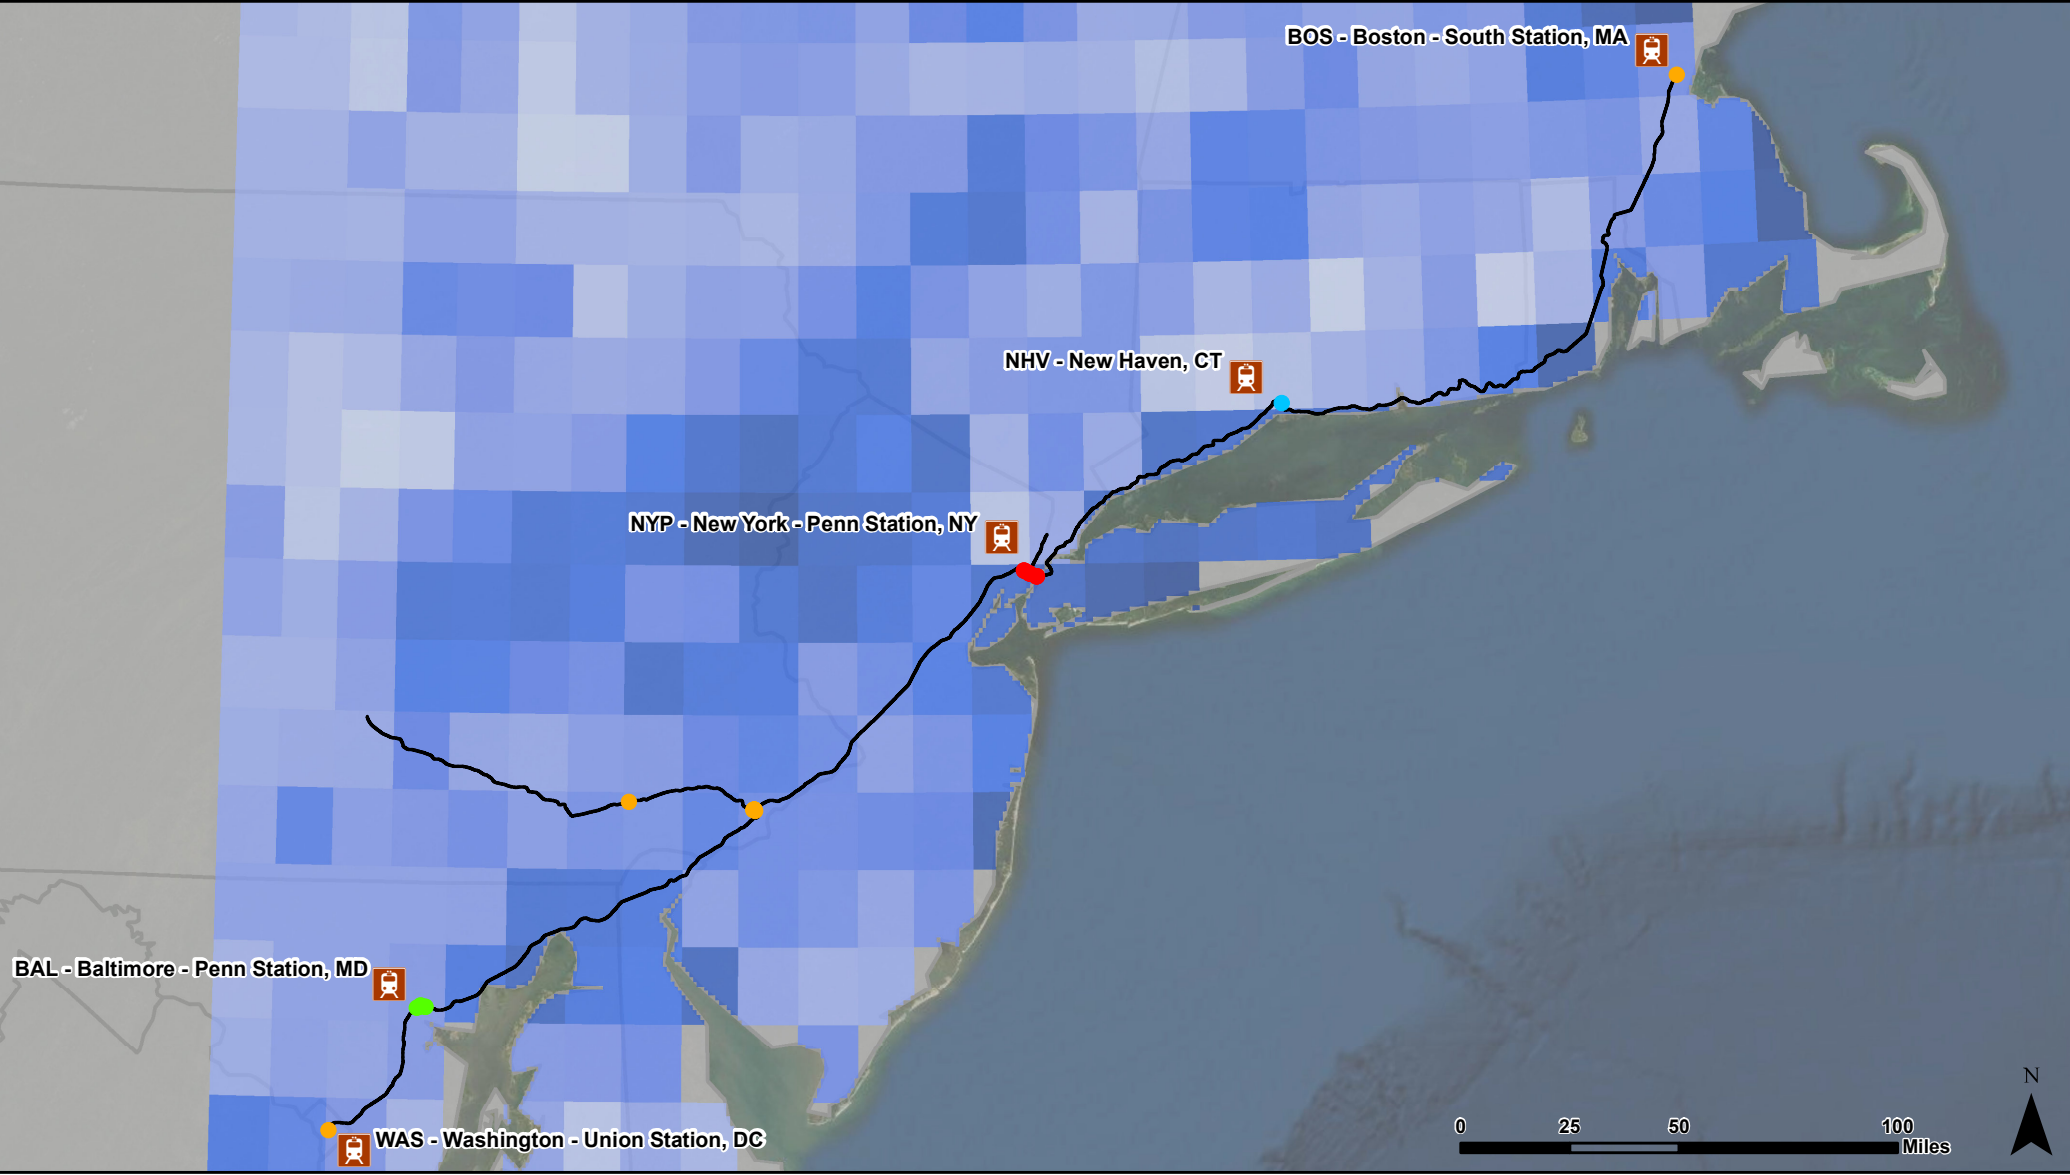 BOS - Boston - South Station, MA
NHV - New Haven, CT
NYP - New York - Penn Station, NY
BAL - Baltimore - Penn Station, MD
WAS - Washington - Union Station, DC
N
0 25 50 100
Miles